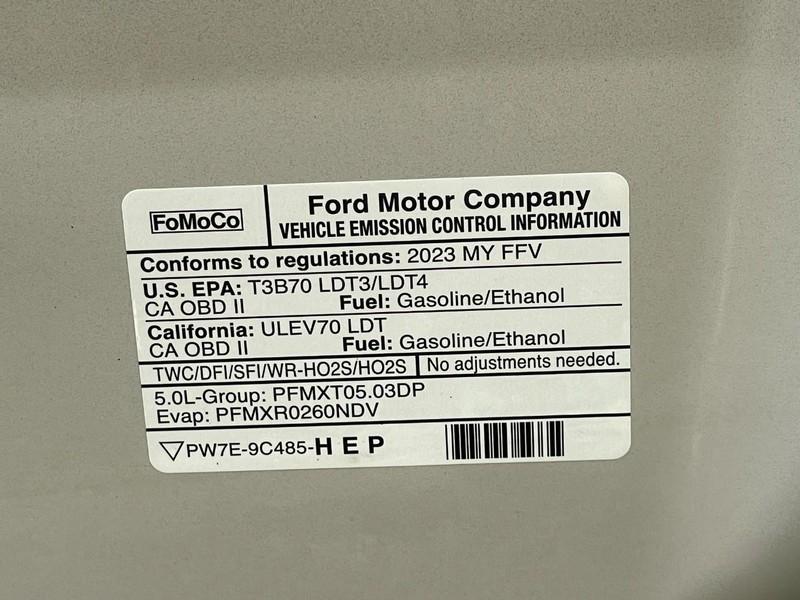 FoMoCo
Ford Motor Company
VEHICLE EMISSION CONTROL INFORMATION
Conforms to regulations: 2023 MY FFV
U.S. EPA: T3B70 LDT3/LDT4
CA OBD II Fuel: Gasoline/Ethanol
California: ULEV70 LDT
CA OBD II Fuel: Gasoline/Ethanol
TWC/DFI/SFI/WR-HO2S/HO2S No adjustments needed.
5.0L-Group: PFMXT05.03DP
Evap: PFMXR0260NDV
PW7E-9C485-HEP